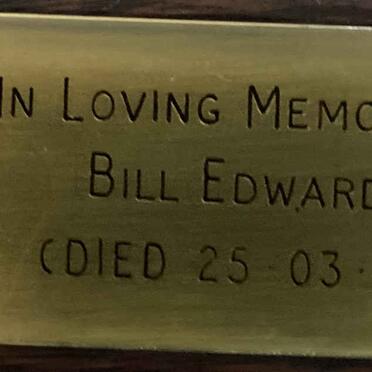 In Loving Memo
Bill Edward
(DIED 25·03·